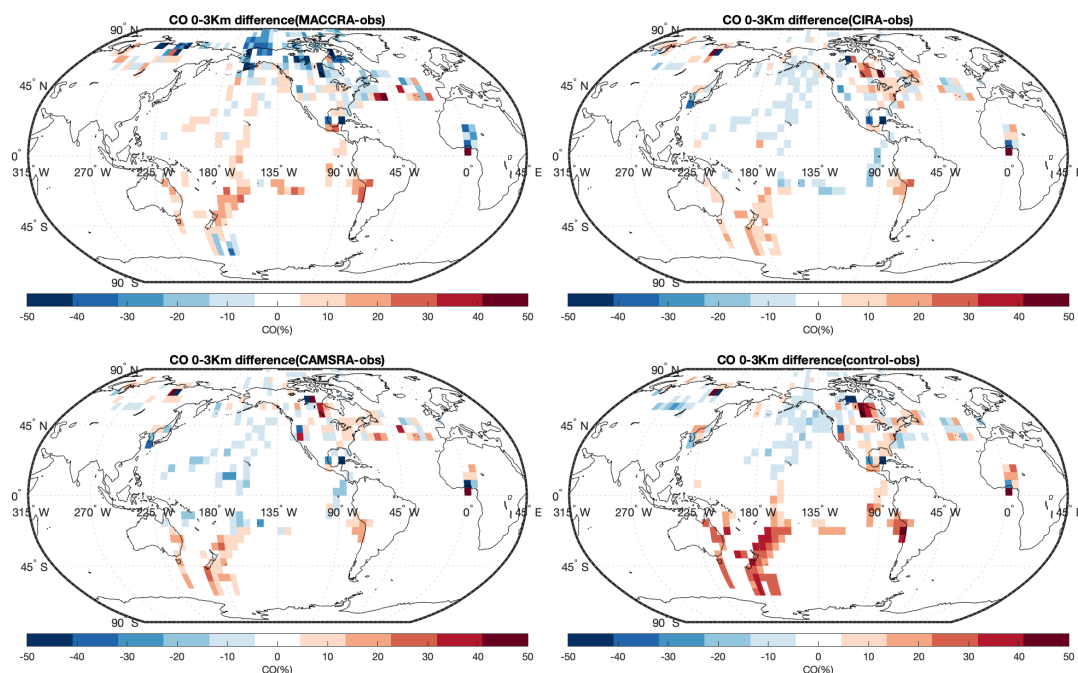 CO 0-3Km difference(MACCRA-obs)
90° N
45° N
0°
315° W 270° W 225° W 180° W 135° W 90° W 45° W 0° 45° E
45° S
90° S
-50 -40 -30 -20 -10 0 10 20 30 40 50
CO(%)
CO 0-3Km difference(CIRA-obs)
90° N
45° N
0°
315° W 270° W 225° W 180° W 135° W 90° W 45° W 0° 45° E
45° S
90° S
-50 -40 -30 -20 -10 0 10 20 30 40 50
CO(%)
CO 0-3Km difference(CAMSRA-obs)
90° N
45° N
0°
315° W 270° W 225° W 180° W 135° W 90° W 45° W 0° 45° E
45° S
90° S
-50 -40 -30 -20 -10 0 10 20 30 40 50
CO(%)
CO 0-3Km difference(control-obs)
90° N
45° N
0°
315° W 270° W 225° W 180° W 135° W 90° W 45° W 0° 45°
45° S
90° S
-50 -40 -30 -20 -10 0 10 20 30 40 50
CO(%)